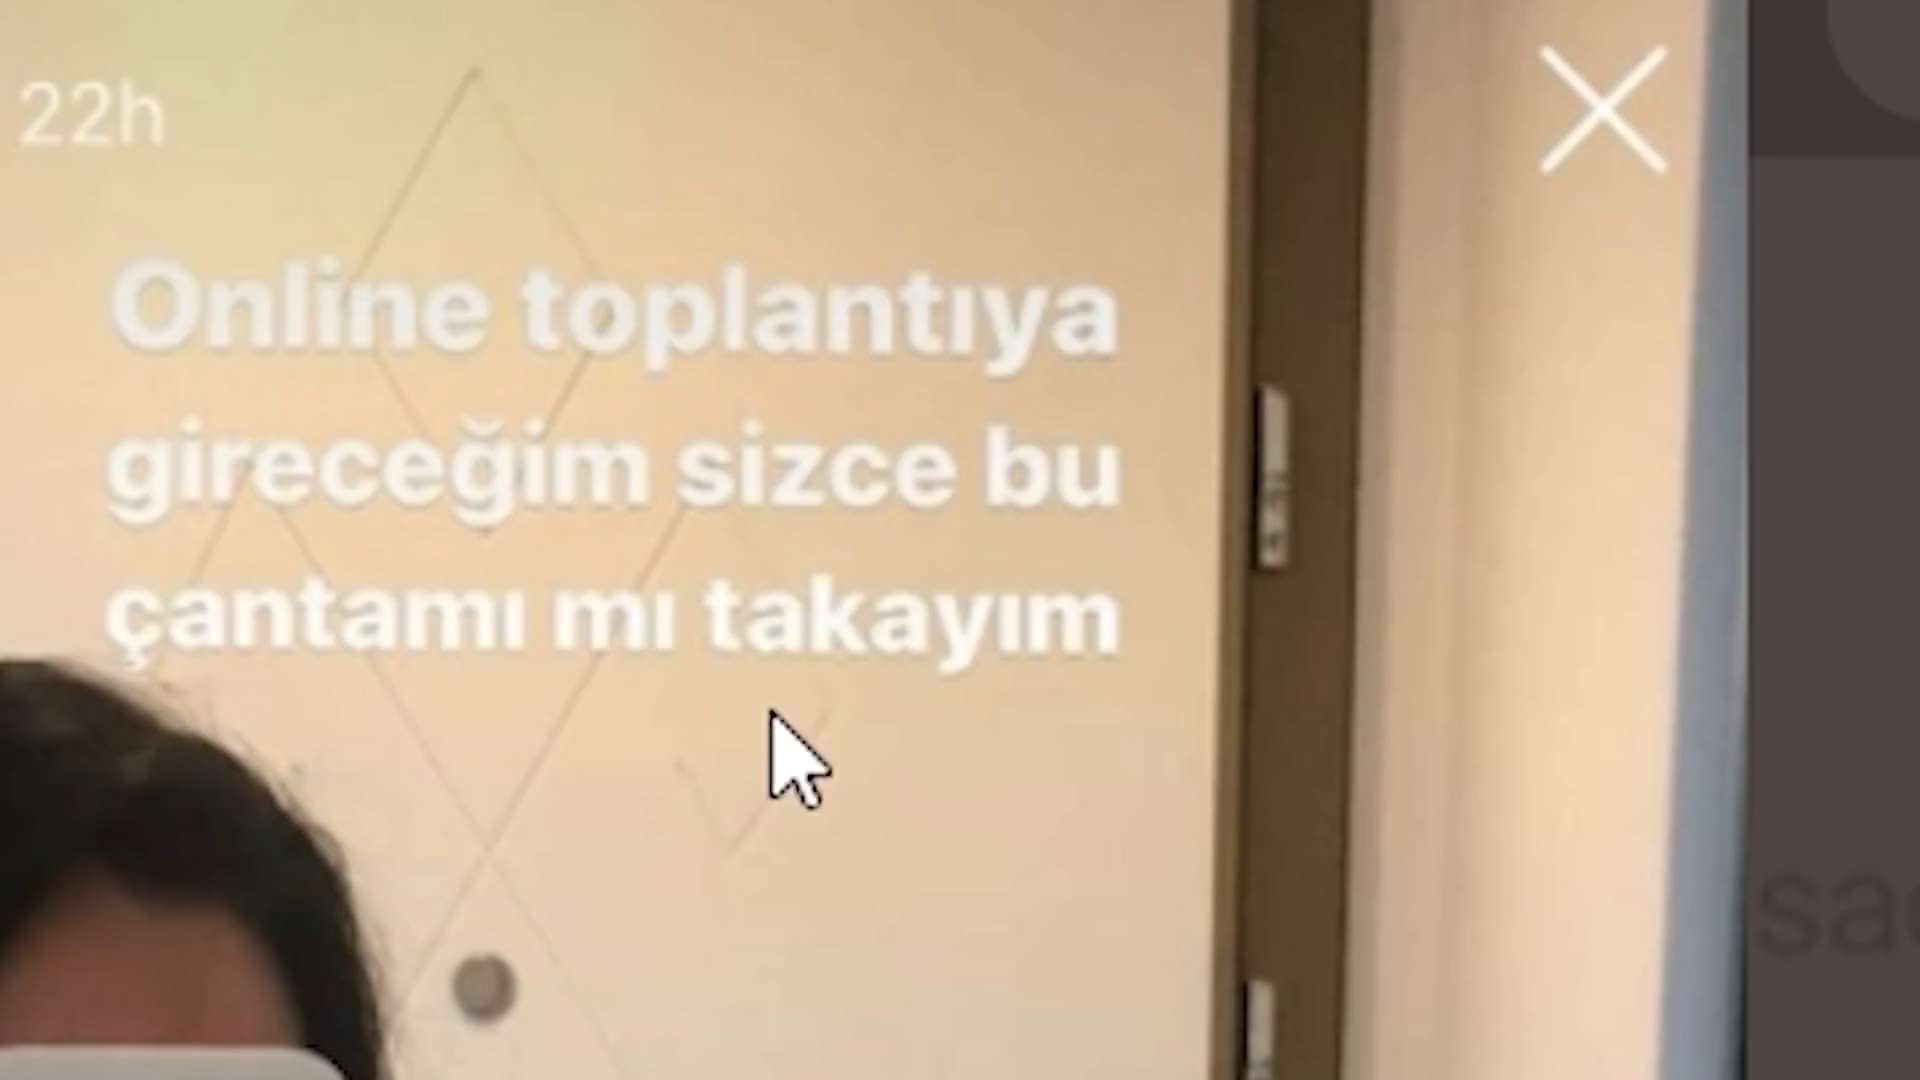 22h
Online toplantıya
gireceğim sizce bu
çantamı mı takayım